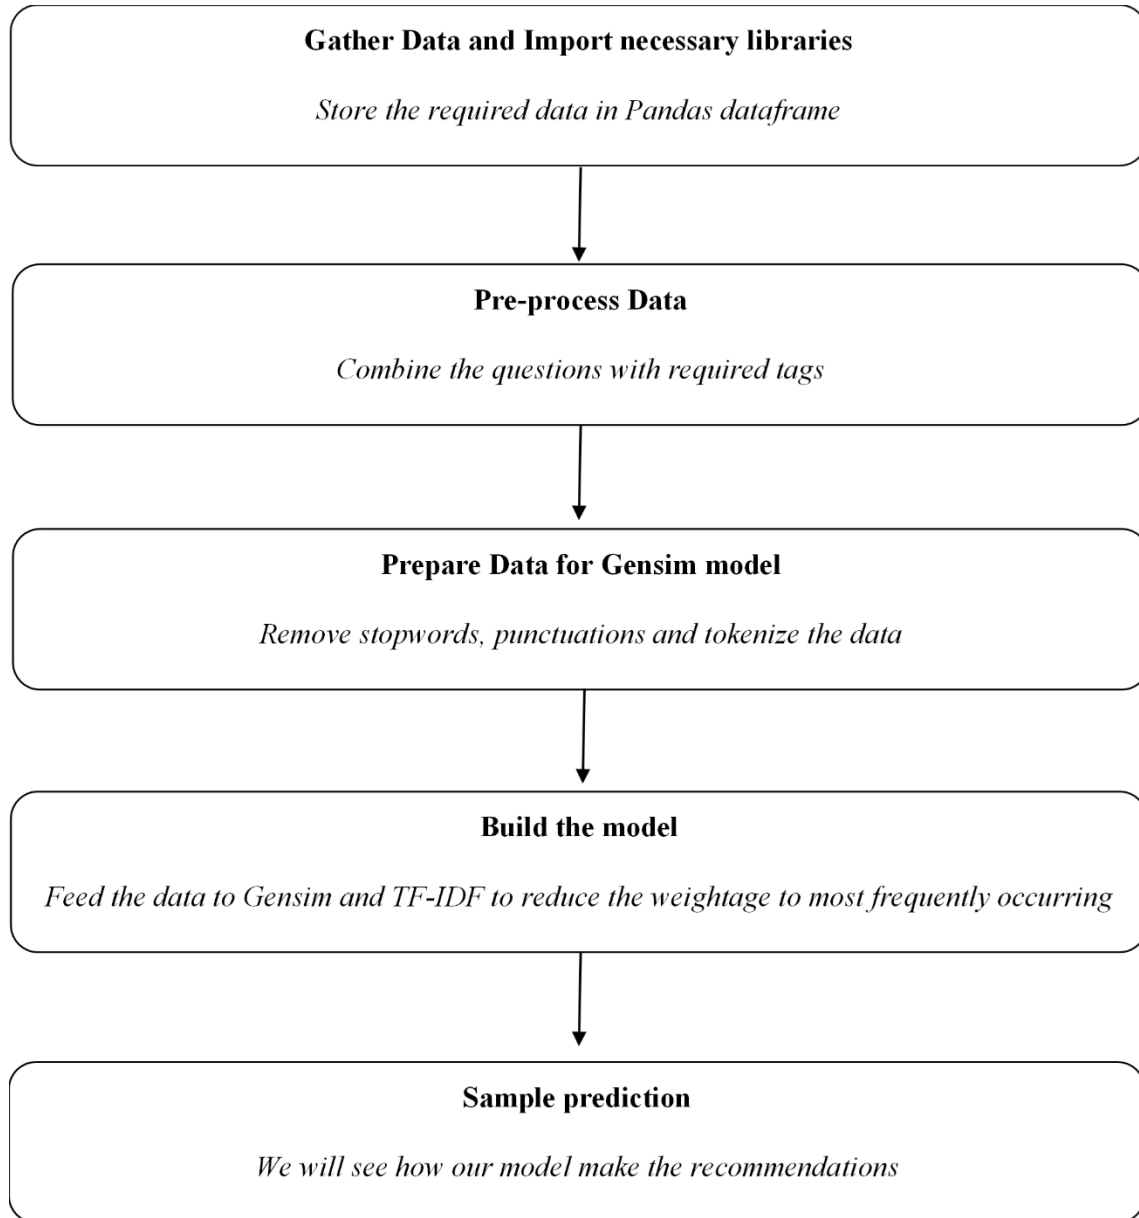 Gather Data and Import necessary libraries
Store the required data in Pandas dataframe
Pre-process Data
Combine the questions with required tags
Prepare Data for Gensim model
Remove stopwords, punctuations and tokenize the data
Build the model
Feed the data to Gensim and TF-IDF to reduce the weightage to most frequently occurring
Sample prediction
We will see how our model make the recommendations